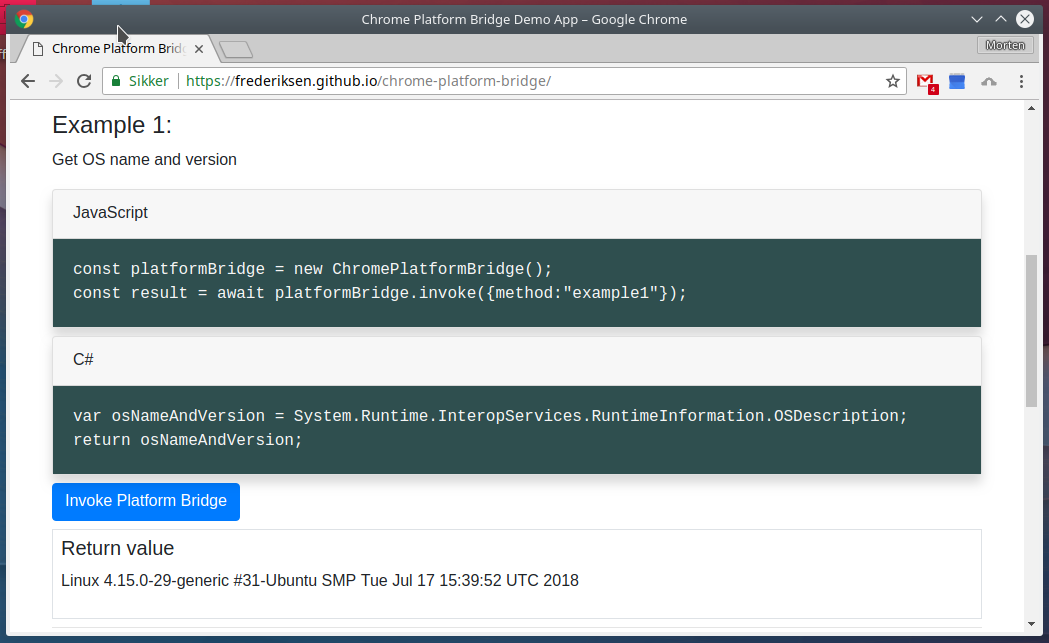 Chrome Platform Bridge Demo App – Google Chrome
Chrome Platform Brid
Morten
Sikker
https://frederiksen.github.io/chrome-platform-bridge/
4
Example 1:
Get OS name and version
JavaScript
const platformBridge = new ChromePlatformBridge();
const result = await platformBridge.invoke({method:"example1"});
C#
var osNameAndVersion = System.Runtime.InteropServices.RuntimeInformation.OSDescription;
return osNameAndVersion;
Invoke Platform Bridge
Return value
Linux 4.15.0-29-generic #31-Ubuntu SMP Tue Jul 17 15:39:52 UTC 2018